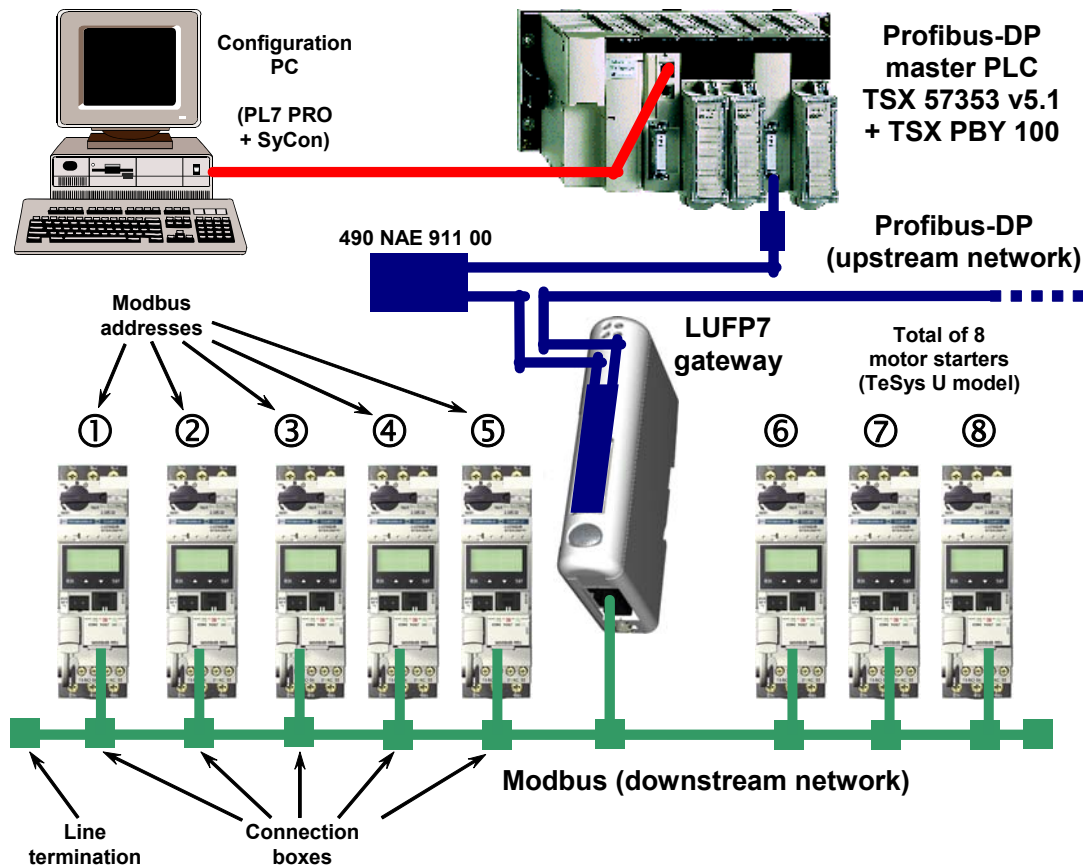 Configuration
PC
(PL7 PRO
+ SyCon)
Profibus-DP
master PLC
TSX 57353 v5.1
+ TSX PBY 100
490 NAE 911 00
Profibus-DP
(upstream network)
Modbus
addresses
LUFP7
gateway
Total of 8
motor starters
(TeSys U model)
① ② ③ ④ ⑤ ⑥ ⑦ ⑧
Modbus (downstream network)
Line
termination
Connection
boxes